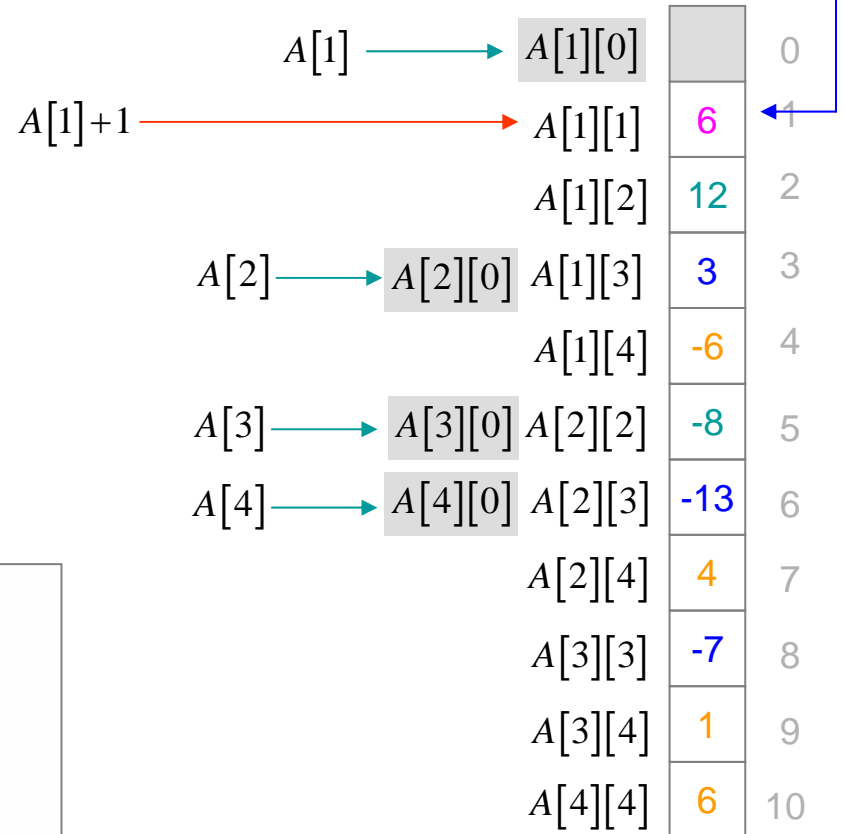 A[1] A[1][0] 0
A[1]+1 A[1][1] 6 1
A[1][2] 12 2
A[2] A[2][0] A[1][3] 3 3
A[1][4] -6 4
A[3] A[3][0] A[2][2] -8 5
A[4] A[4][0] A[2][3] -13 6
A[2][4] 4 7
A[3][3] -7 8
A[3][4] 1 9
A[4][4] 6 10